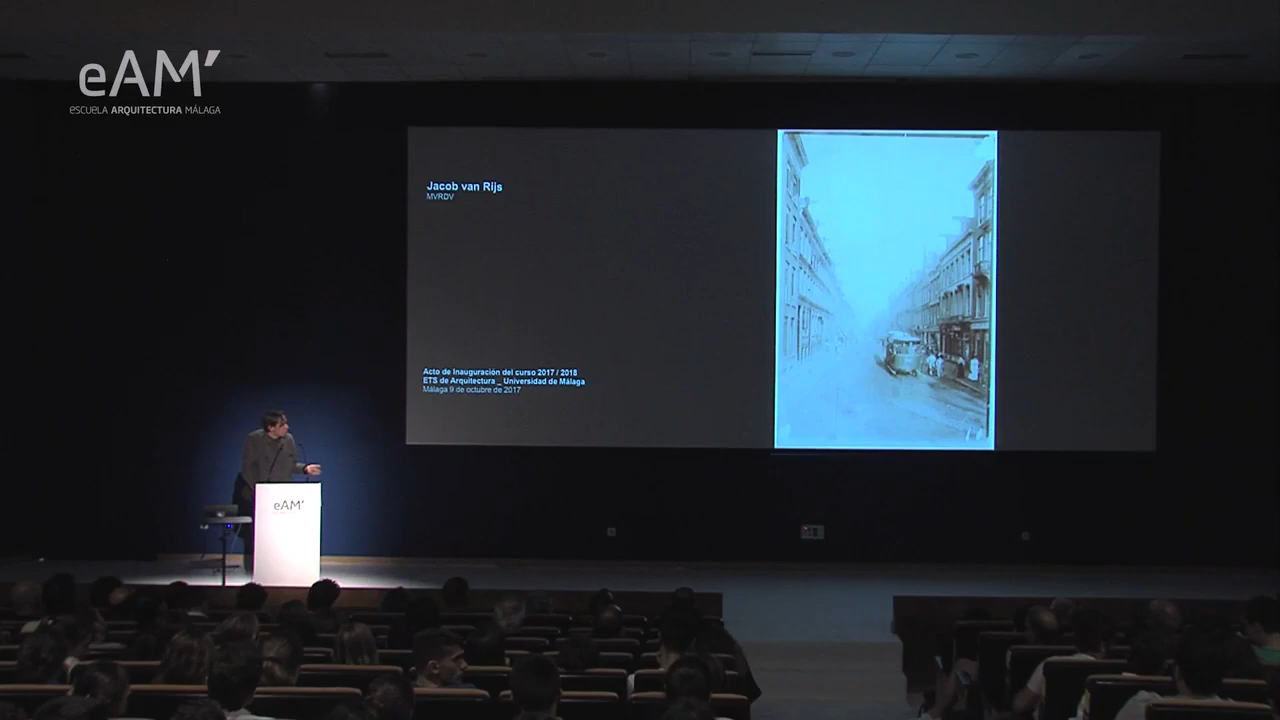 eAM'
ESCUELA ARQUITECTURA MÁLAGA
Jacob van Rijs
MVRDV
Acto de Inauguración del curso 2017 / 2018
ETS de Arquitectura _ Universidad de Málaga
Málaga 9 de octubre de 2017
eAM'